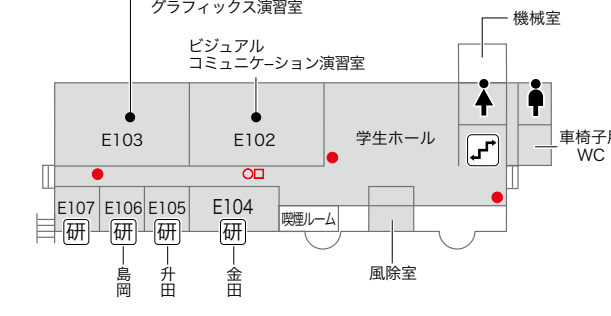 グラフィックス演習室
機械室
ビジュアル
コミュニケーション演習室
E103
E102
学生ホール
車椅子用
WC
E107
E106
E105
E104
喫煙ルーム
研
研
研
研
島岡
升田
金田
風除室